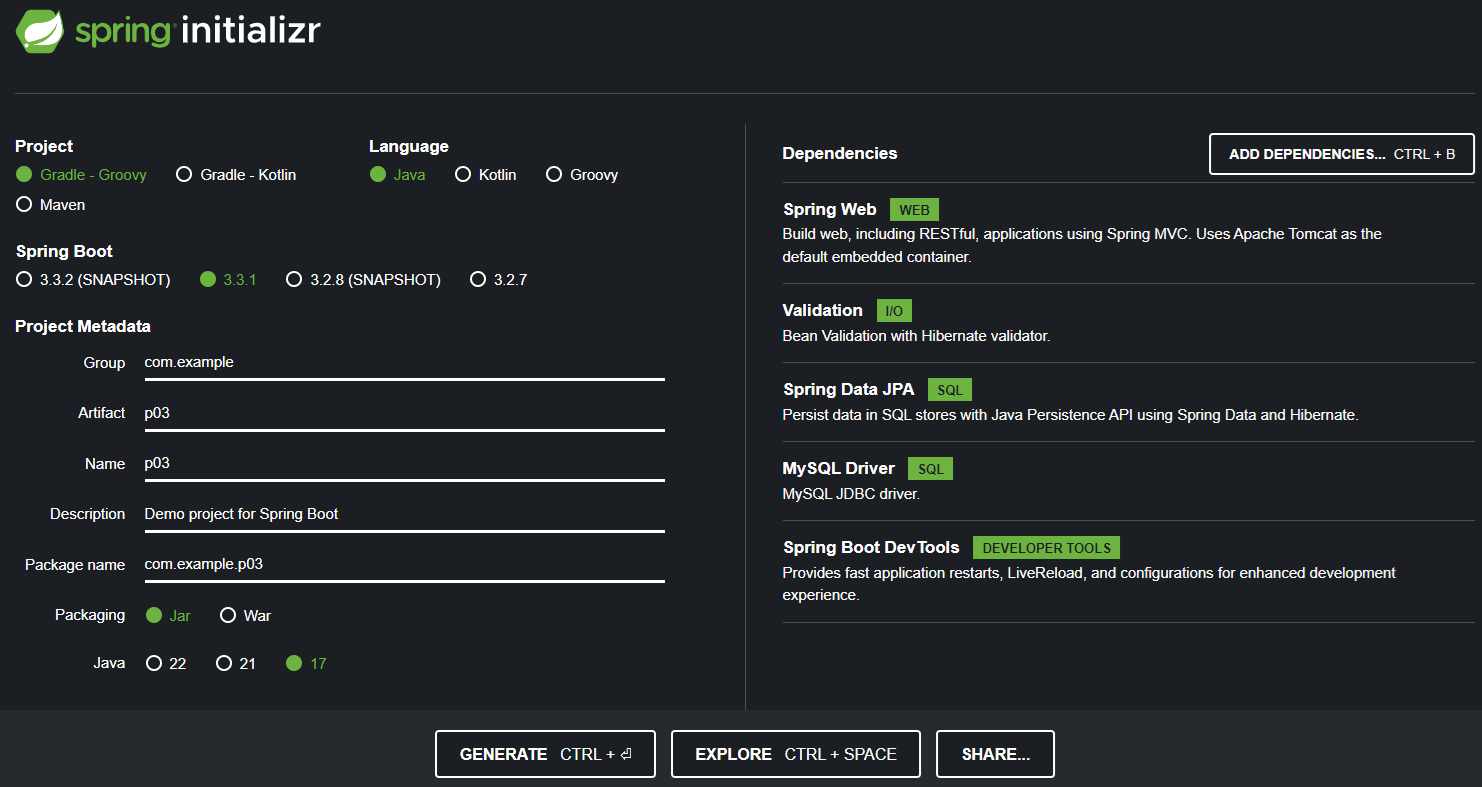 spring initializr
Project
Gradle - Groovy Gradle - Kotlin
Maven
Language
Java Kotlin Groovy
Spring Boot
3.3.2 (SNAPSHOT) 3.3.1 3.2.8 (SNAPSHOT) 3.2.7
Project Metadata
Group com.example
Artifact p03
Name p03
Description Demo project for Spring Boot
Package name com.example.p03
Packaging Jar War
Java 22 21 17
Dependencies
ADD DEPENDENCIES... CTRL + B
Spring Web WEB
Build web, including RESTful, applications using Spring MVC. Uses Apache Tomcat as the
default embedded container.
Validation I/O
Bean Validation with Hibernate validator.
Spring Data JPA SQL
Persist data in SQL stores with Java Persistence API using Spring Data and Hibernate.
MySQL Driver SQL
MySQL JDBC driver.
Spring Boot DevTools DEVELOPER TOOLS
Provides fast application restarts, LiveReload, and configurations for enhanced development
experience.
GENERATE CTRL + ⏎
EXPLORE CTRL + SPACE
SHARE...